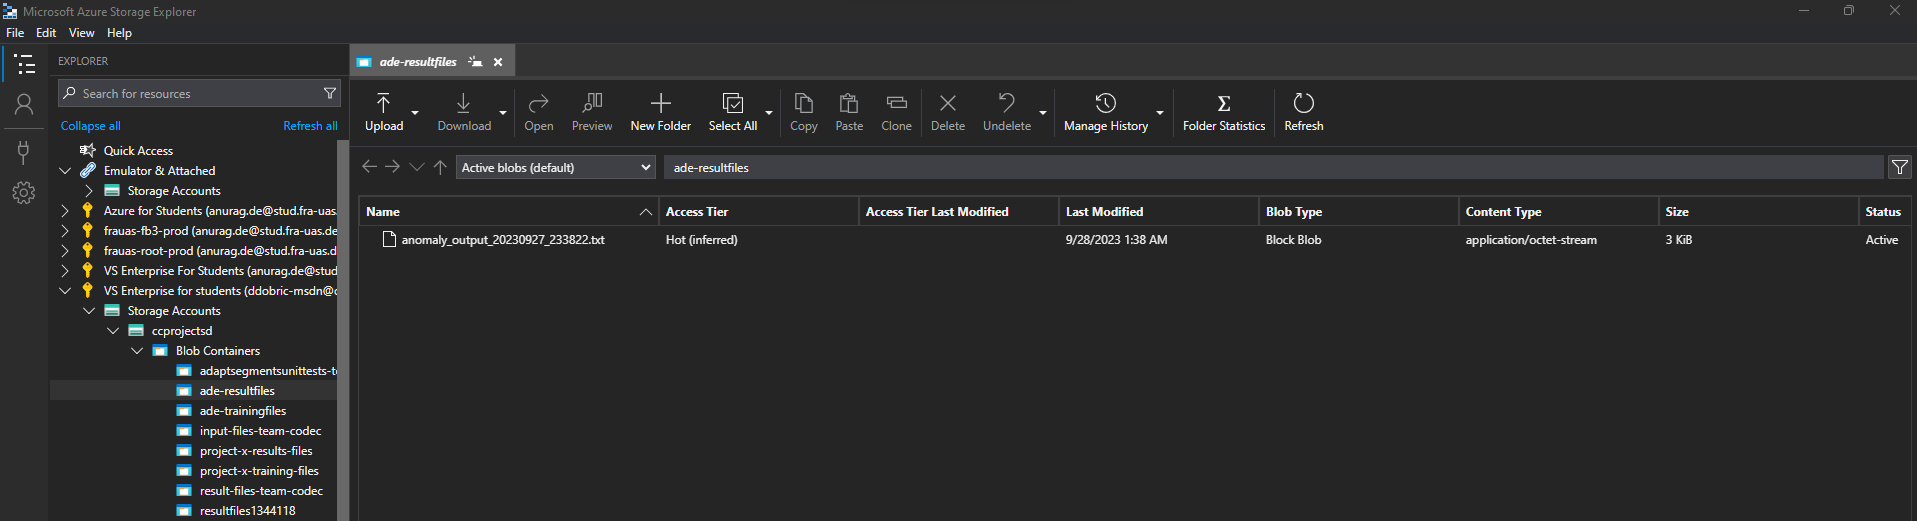 Microsoft Azure Storage Explorer
File Edit View Help
EXPLORER
Search for resources
Collapse all Refresh all
Quick Access
Emulator & Attached
Storage Accounts
Azure for Students (anurag.de@stud.fra-uas.
frauas-fb3-prod (anurag.de@stud.fra-uas.de
frauas-root-prod (anurag.de@stud.fra-uas.d
VS Enterprise For Students (anurag.de@stud
VS Enterprise for students (ddobric-msdn@
Storage Accounts
ccprojectsd
Blob Containers
adaptsegmentsunittests-t
ade-resultfiles
ade-trainingfiles
input-files-team-codec
project-x-results-files
project-x-training-files
result-files-team-codec
resultfiles1344118
ade-resultfiles
Upload Download Open Preview New Folder Select All Copy Paste Clone Delete Undelete Manage History Folder Statistics Refresh
Active blobs (default) ade-resultfiles
Name Access Tier Access Tier Last Modified Last Modified Blob Type Content Type Size Status
anomaly_output_20230927_233822.txt Hot (inferred) 9/28/2023 1:38 AM Block Blob application/octet-stream 3 KiB Active